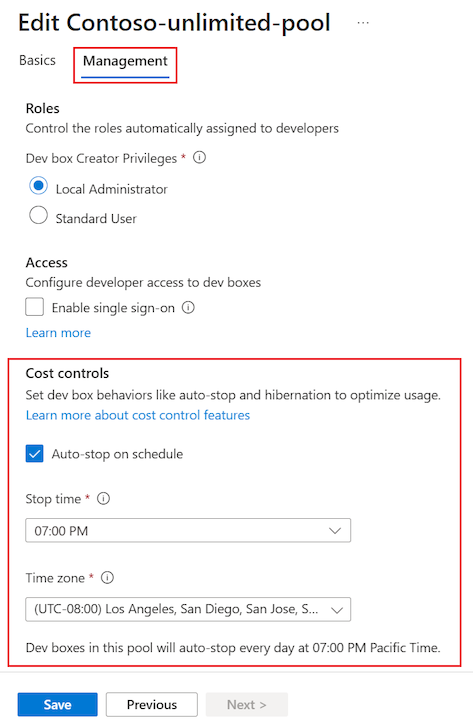 Edit Contoso-unlimited-pool ...
Basics Management
Roles
Control the roles automatically assigned to developers
Dev box Creator Privileges *
Local Administrator
Standard User
Access
Configure developer access to dev boxes
Enable single sign-on
Learn more
Cost controls
Set dev box behaviors like auto-stop and hibernation to optimize usage.
Learn more about cost control features
Auto-stop on schedule
Stop time *
07:00 PM
Time zone *
(UTC-08:00) Los Angeles, San Diego, San Jose, S...
Dev boxes in this pool will auto-stop every day at 07:00 PM Pacific Time.
Save Previous Next >